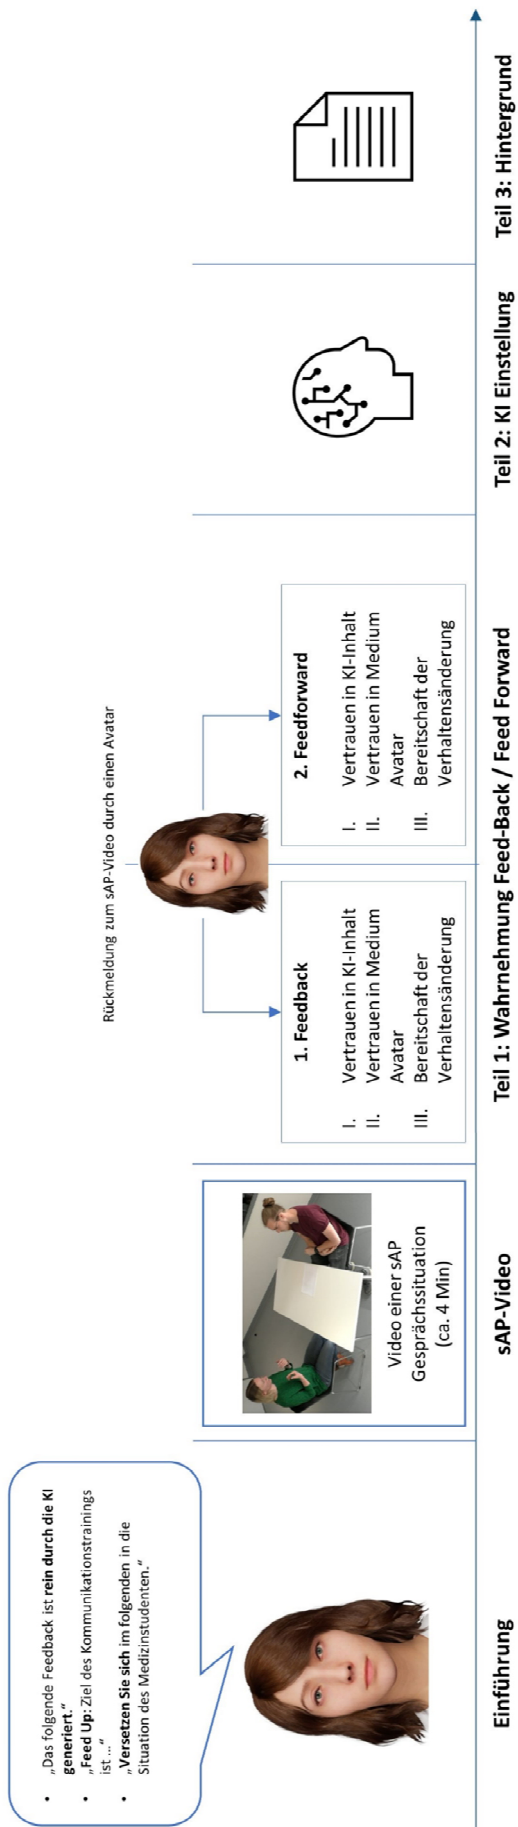 • „Das folgende Feedback ist rein durch die KI
generiert.“
• „Feed Up: Ziel des Kommunikationstrainings
ist ...“
• „Versetzen Sie sich im folgenden in die
Situation des Medizinstudenten.“
Einführung
Video einer sAP
Gesprächssituation
(ca. 4 Min)
sAP-Video
Rückmeldung zum sAP-Video durch einen Avatar
1. Feedback
I. Vertrauen in KI-Inhalt
II. Vertrauen in Medium
Avatar
III. Bereitschaft der
Verhaltensänderung
2. Feedforward
I. Vertrauen in KI-Inhalt
II. Vertrauen in Medium
Avatar
III. Bereitschaft der
Verhaltensänderung
Teil 1: Wahrnehmung Feed-Back / Feed Forward
Teil 2: KI Einstellung
Teil 3: Hintergrund